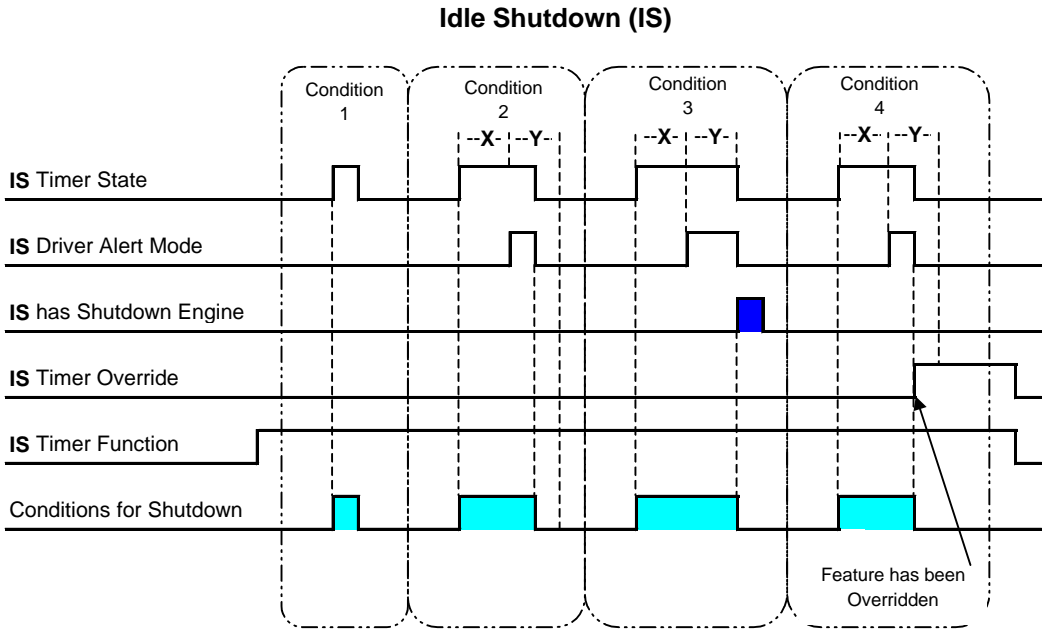 Idle Shutdown (IS)
Condition
1
Condition
2
Condition
3
Condition
4
--X- --Y-
--X- --Y-
--X- --Y-
IS Timer State
IS Driver Alert Mode
IS has Shutdown Engine
IS Timer Override
IS Timer Function
Conditions for Shutdown
Feature has been
Overridden